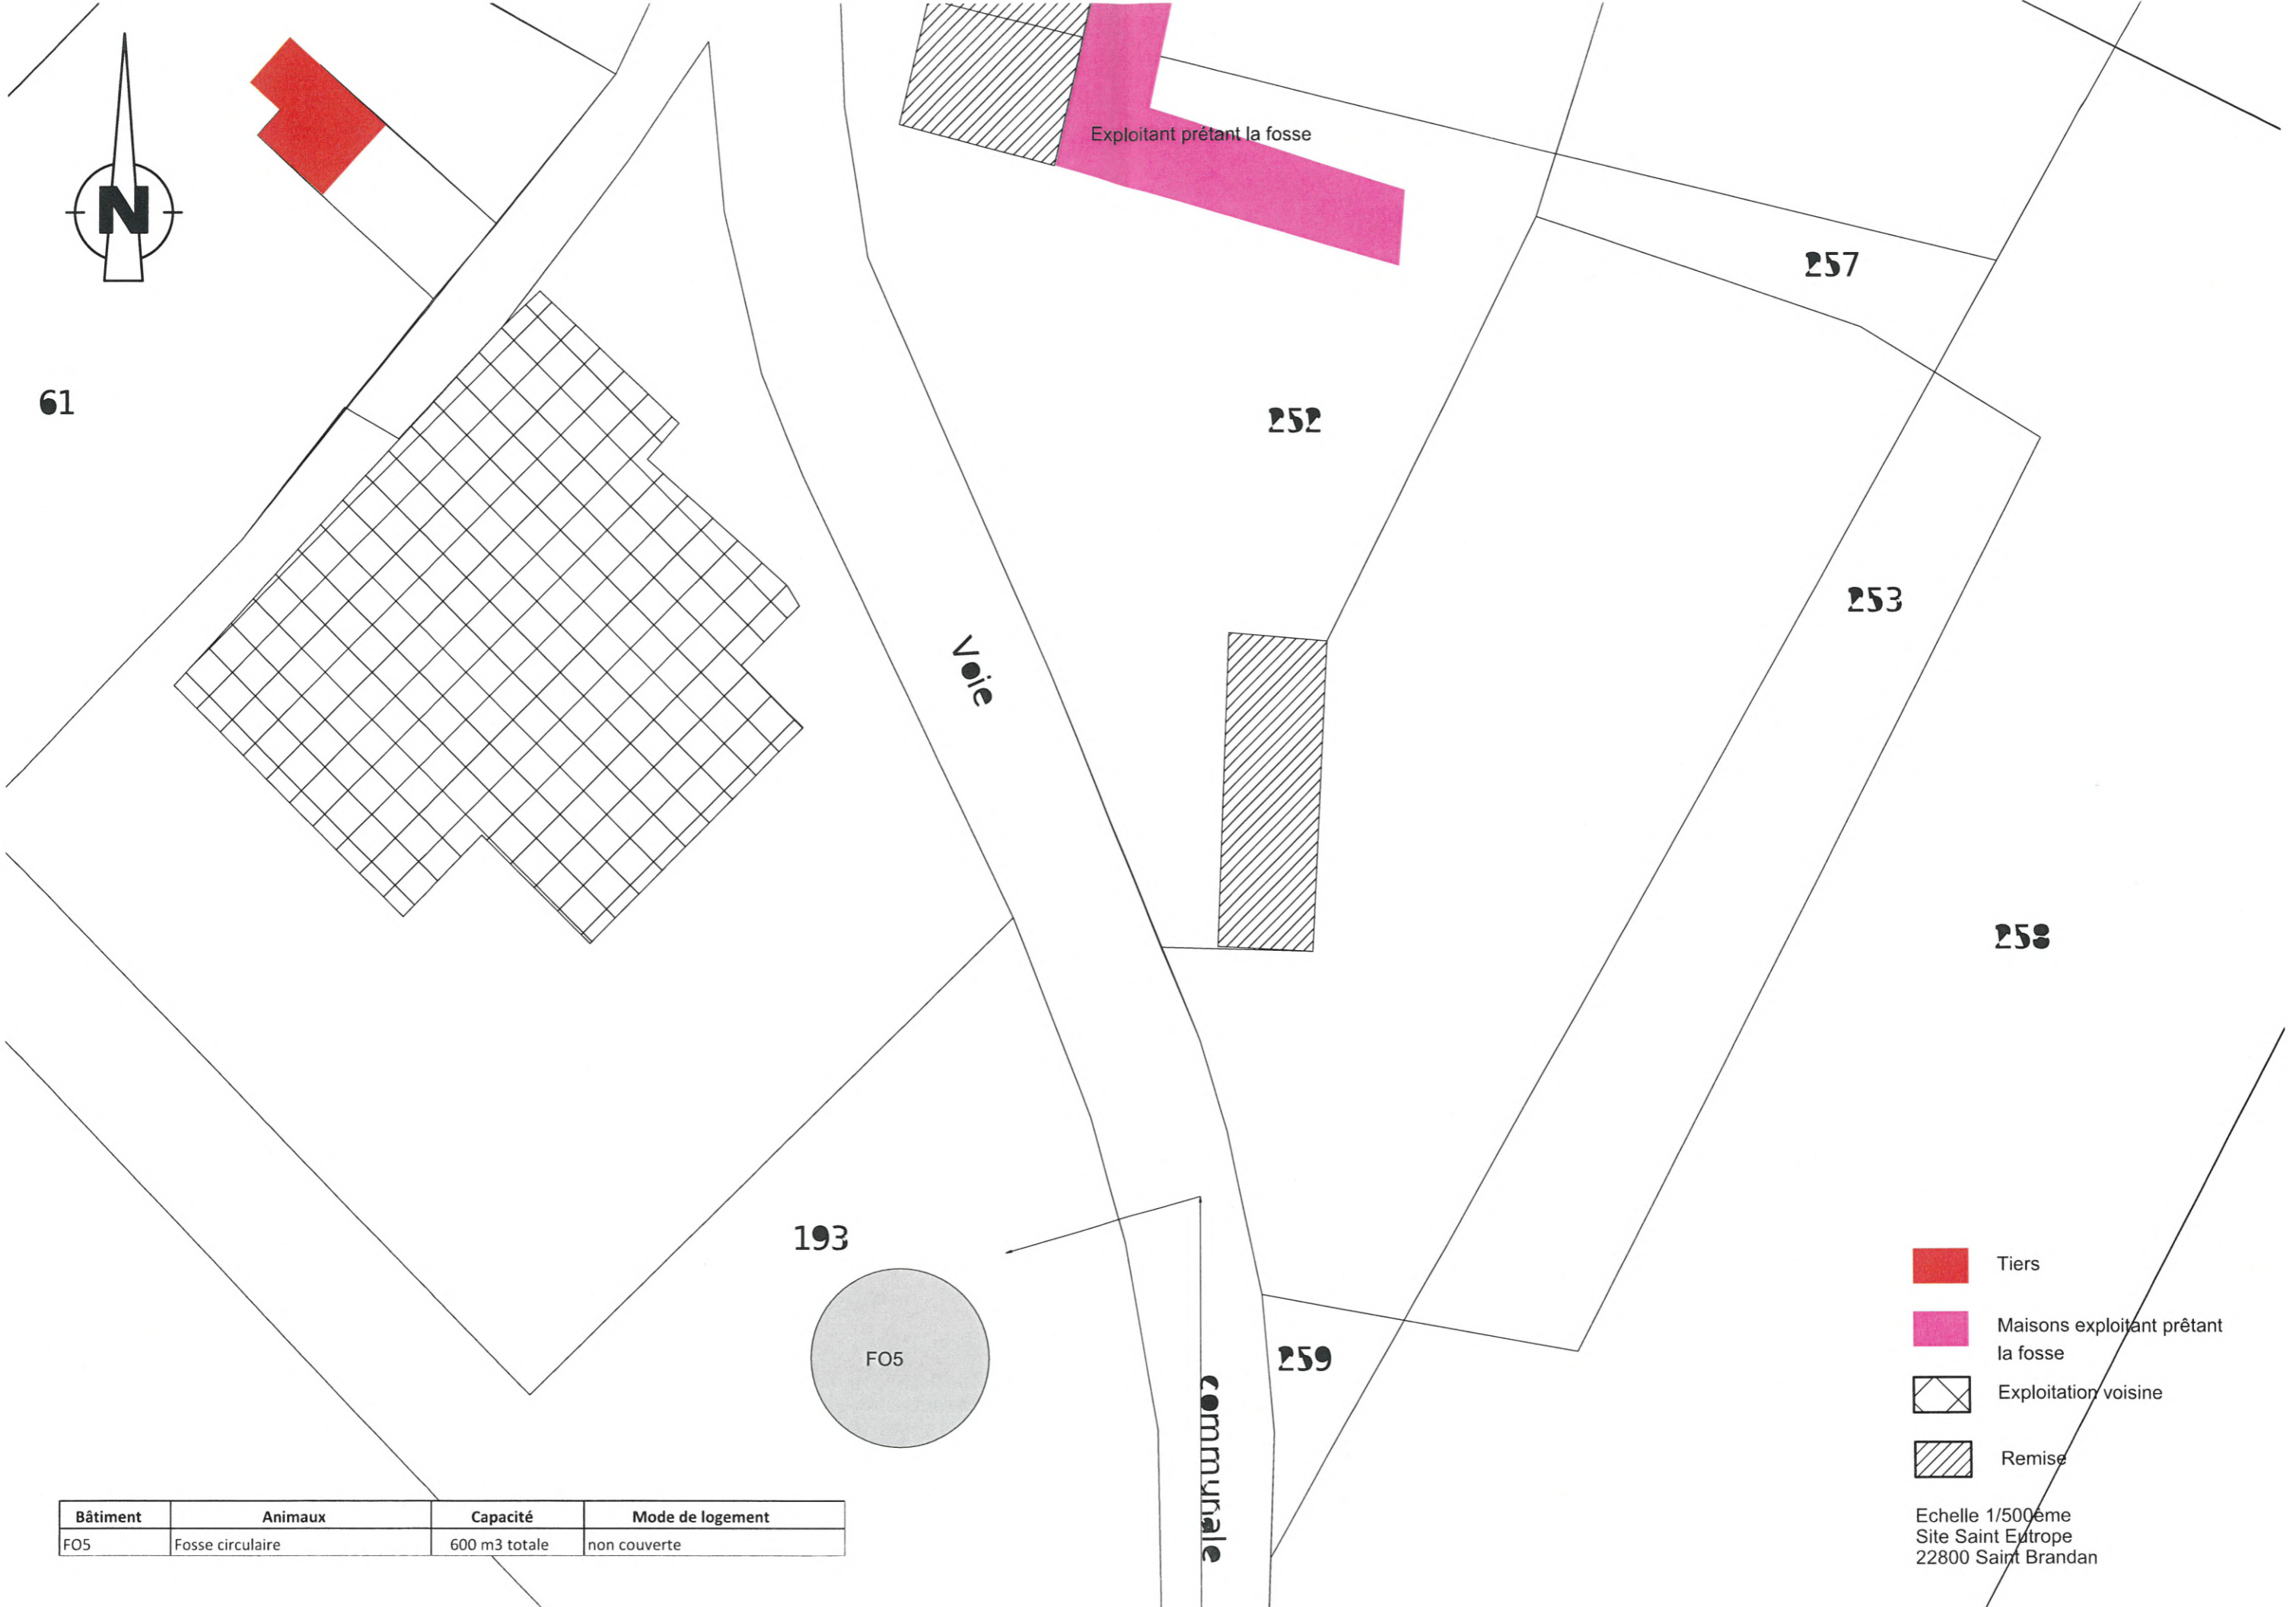 N
Exploitant prétant la fosse
257
61
252
253
Voie
258
193
FO5
259
communale
Tiers
Maisons exploitant prêtant
la fosse
Exploitation voisine
Remise
Echelle 1/500ème
Site Saint Eutrope
22800 Saint Brandan
Bâtiment Animaux Capacité Mode de logement
FO5 Fosse circulaire 600 m3 totale non couverte